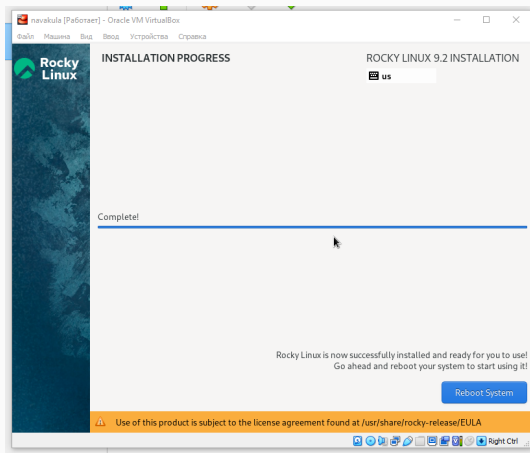 navakula [Работает] - Oracle VM VirtualBox
Файл Машина Вид Ввод Устройства Справка
Rocky Linux
INSTALLATION PROGRESS
ROCKY LINUX 9.2 INSTALLATION
us
Complete!
Rocky Linux is now successfully installed and ready for you to use!
Go ahead and reboot your system to start using it!
Reboot System
Use of this product is subject to the license agreement found at /usr/share/rocky-release/EULA
Right Ctrl